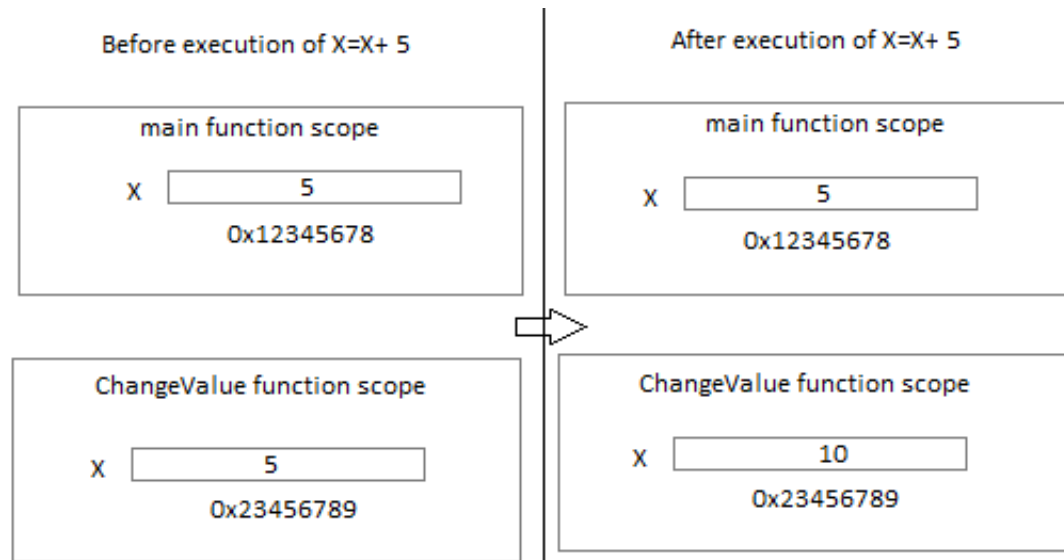 Before execution of X=X+ 5
main function scope
X 5
0x12345678
ChangeValue function scope
X 5
0x23456789
After execution of X=X+ 5
main function scope
X 5
0x12345678
ChangeValue function scope
X 10
0x23456789